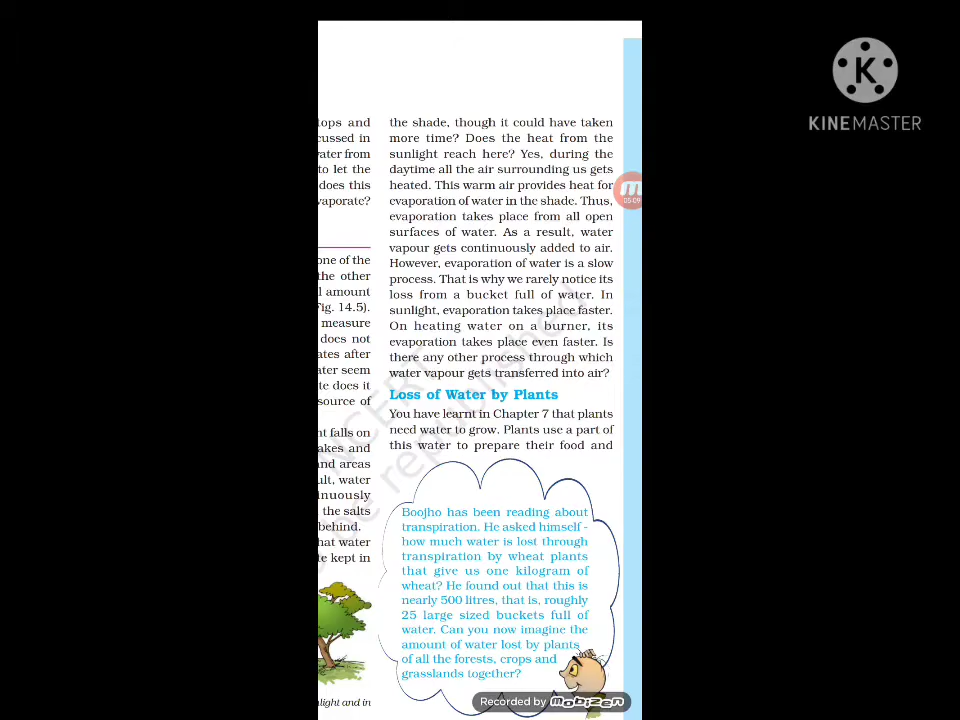 tops and
cussed in
vater from
to let the
does this
vaporate?
one of the
the other
l amount
Fig. 14.5).
measure
does not
ates after
ater seem
te does it
source of
nt falls on
akes and
and areas
ult, water
inuously
the salts
behind.
hat water
te kept in
nlight and in
the shade, though it could have taken
more time? Does the heat from the
sunlight reach here? Yes, during the
daytime all the air surrounding us gets
heated. This warm air provides heat for
evaporation of water in the shade. Thus,
evaporation takes place from all open
surfaces of water. As a result, water
vapour gets continuously added to air.
However, evaporation of water is a slow
process. That is why we rarely notice its
loss from a bucket full of water. In
sunlight, evaporation takes place faster.
On heating water on a burner, its
evaporation takes place even faster. Is
there any other process through which
water vapour gets transferred into air?
Loss of Water by Plants
You have learnt in Chapter 7 that plants
need water to grow. Plants use a part of
this water to prepare their food and
Boojho has been reading about
transpiration. He asked himself -
how much water is lost through
transpiration by wheat plants
that give us one kilogram of
wheat? He found out that this is
nearly 500 litres, that is, roughly
25 large sized buckets full of
water. Can you now imagine the
amount of water lost by plants
of all the forests, crops and
grasslands together?
NCERT
be republished
05:09
K
KINEMASTER
Recorded by mobizen